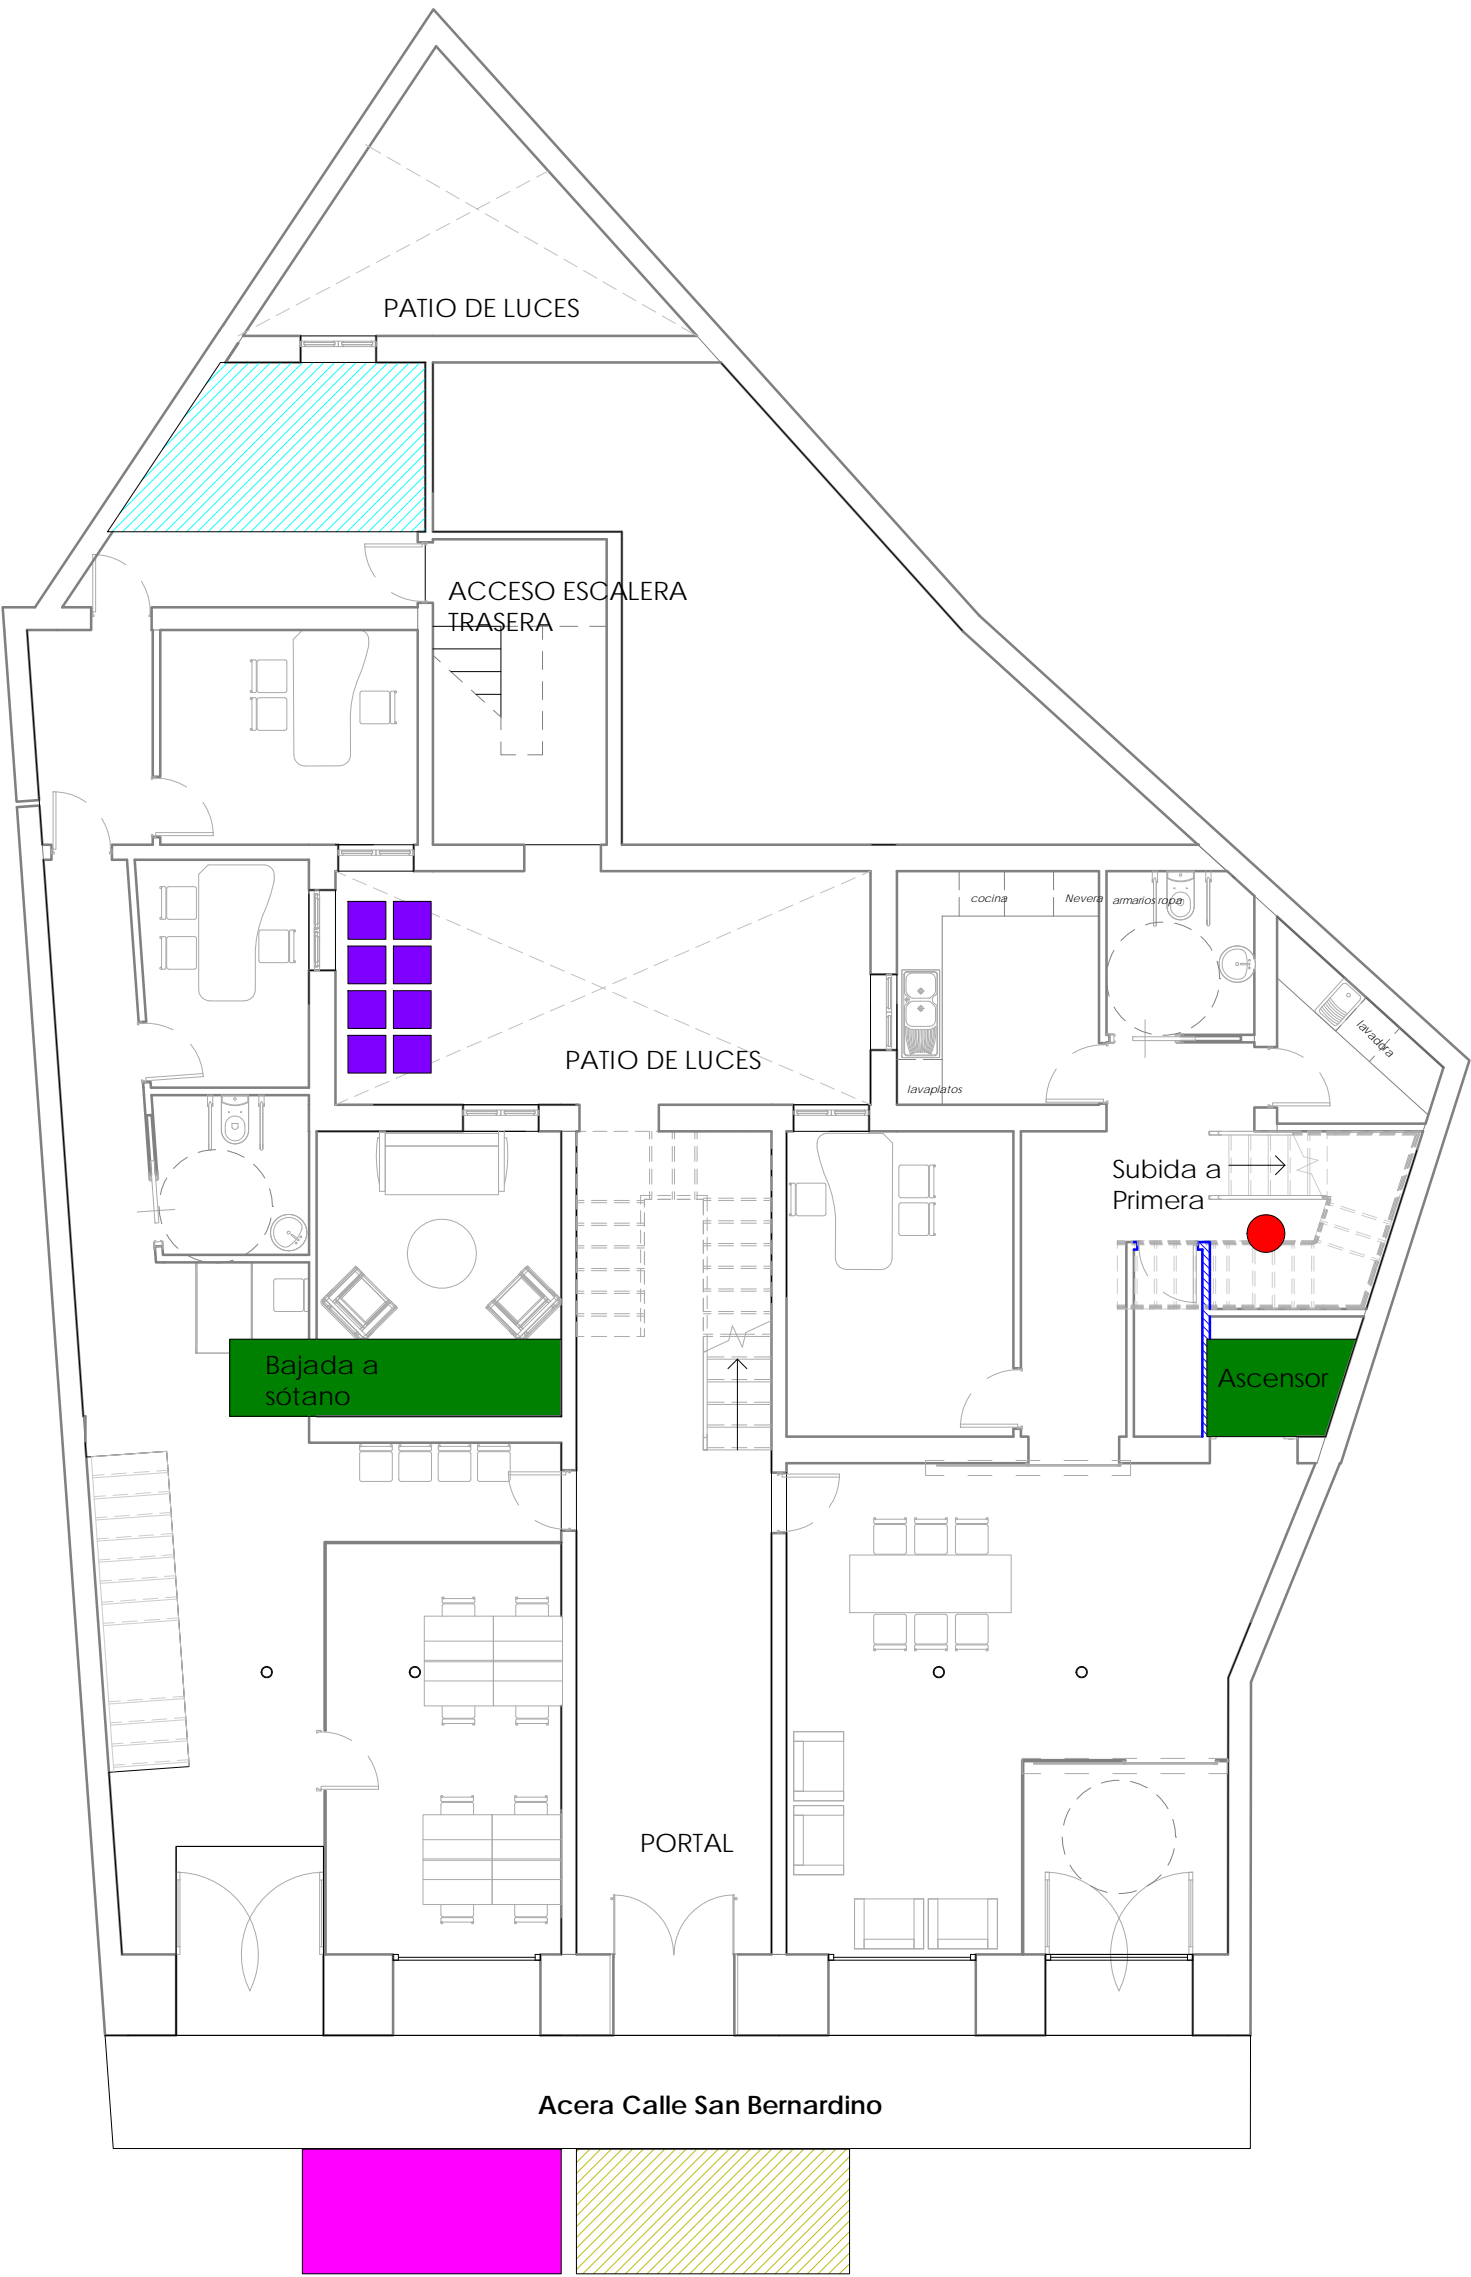 PATIO DE LUCES
ACCESO ESCALERA
TRASERA
cocina
Nevera
armarios ropa
lavadora
PATIO DE LUCES
lavaplatos
Subida a
Primera
Bajada a
sótano
Ascensor
PORTAL
Acera Calle San Bernardino